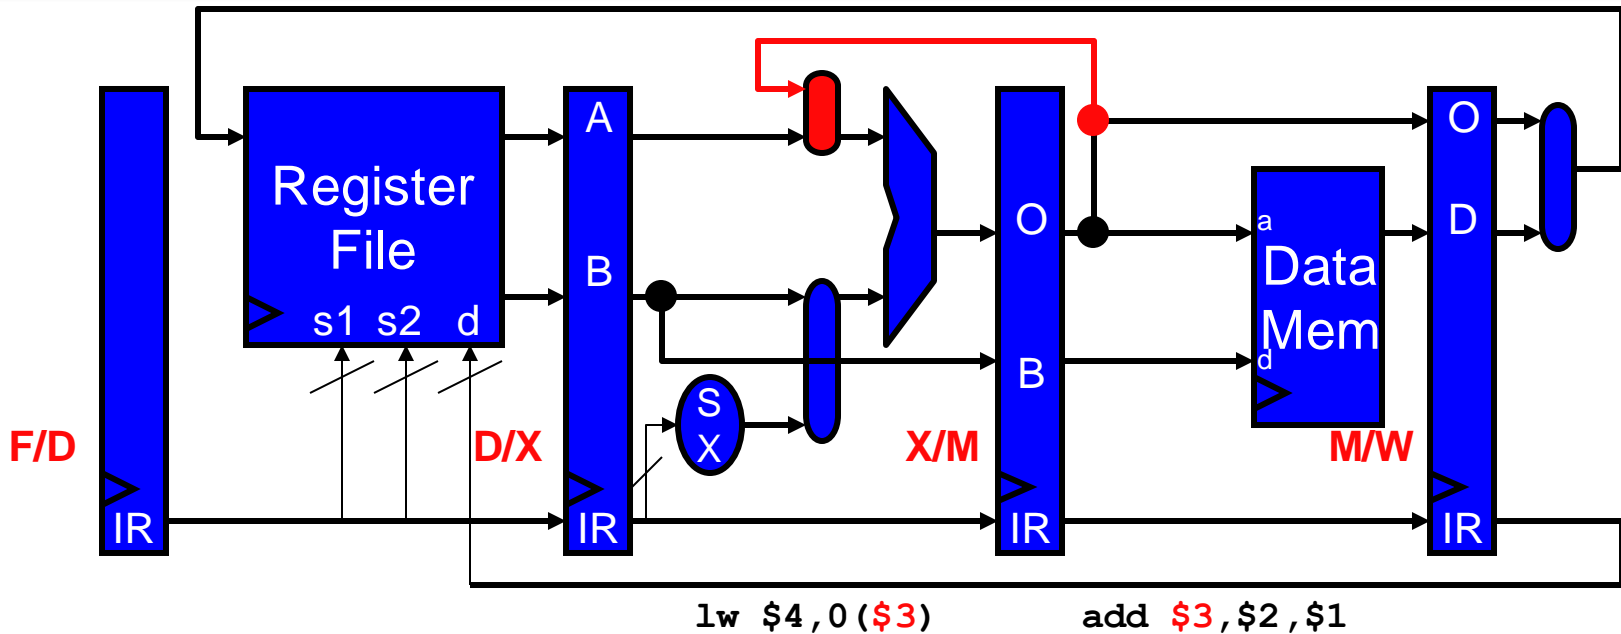 A
O
Register
File
B
O
D
a
Data
Mem
d
s1 s2 d
B
S
X
F/D
D/X
X/M
M/W
IR
IR
IR
IR
lw $4,0($3)
add $3,$2,$1